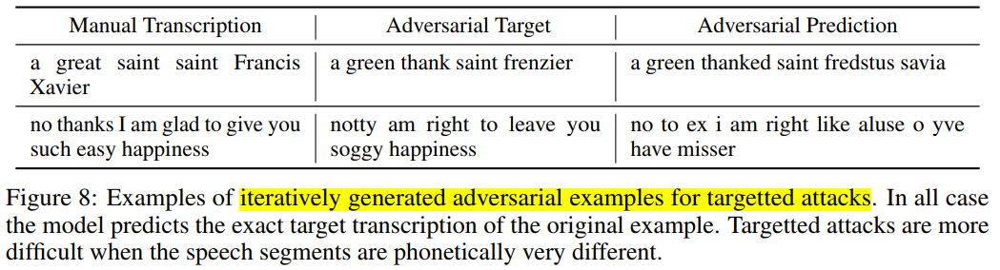 Manual Transcription | Adversarial Target | Adversarial Prediction
a great saint saint Francis Xavier | a green thank saint frenzier | a green thanked saint fredstus savia
no thanks I am glad to give you such easy happiness | notty am right to leave you soggy happiness | no to ex i am right like aluse o yve have misser
Figure 8: Examples of iteratively generated adversarial examples for targetted attacks. In all case
the model predicts the exact target transcription of the original example. Targetted attacks are more
difficult when the speech segments are phonetically very different.